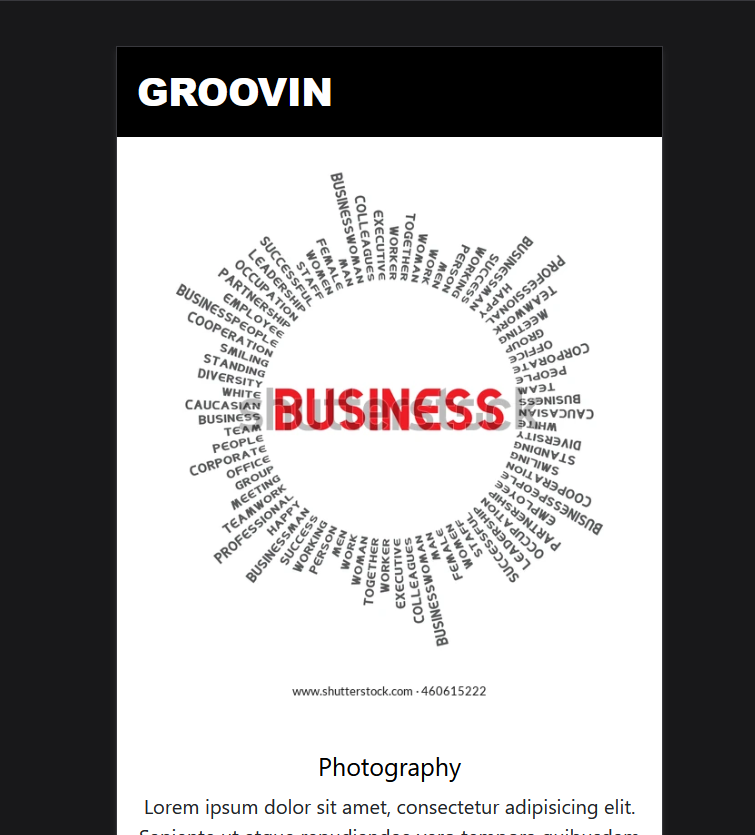 GROOVIN
BUSINESSWOMAN
COLLEAGUES
EXECUTIVE
WORKER
TOGETHER
WOMAN
WORK
MEN
PERSON
WORKING
SUCCESS
BUSINESSMAN
HAPPY
PROFESSIONAL
TEAMWORK
MEETING
GROUP
OFFICE
CORPORATE
PEOPLE
TEAM
BUSINESS
CAUCASIAN
WHITE
DIVERSITY
STANDING
SMILING
COOPERATION
BUSINESSPEOPLE
EMPLOYEE
PARTNERSHIP
OCCUPATION
LEADERSHIP
SUCCESSFUL
STAFF
WOMEN
FEMALE
MAN
BUSINESSWOMAN
COLLEAGUES
EXECUTIVE
WORKER
TOGETHER
WOMAN
WORK
MEN
PERSON
WORKING
SUCCESS
BUSINESSMAN
HAPPY
PROFESSIONAL
TEAMWORK
MEETING
GROUP
OFFICE
CORPORATE
PEOPLE
TEAM
BUSINESS
CAUCASIAN
WHITE
DIVERSITY
STANDING
SMILING
COOPERATION
BUSINESSPEOPLE
EMPLOYEE
PARTNERSHIP
OCCUPATION
LEADERSHIP
SUCCESSFUL
STAFF
WOMEN
FEMALE
MAN
BUSINESS
shutterstock
www.shutterstock.com · 460615222
Photography
Lorem ipsum dolor sit amet, consectetur adipisicing elit.